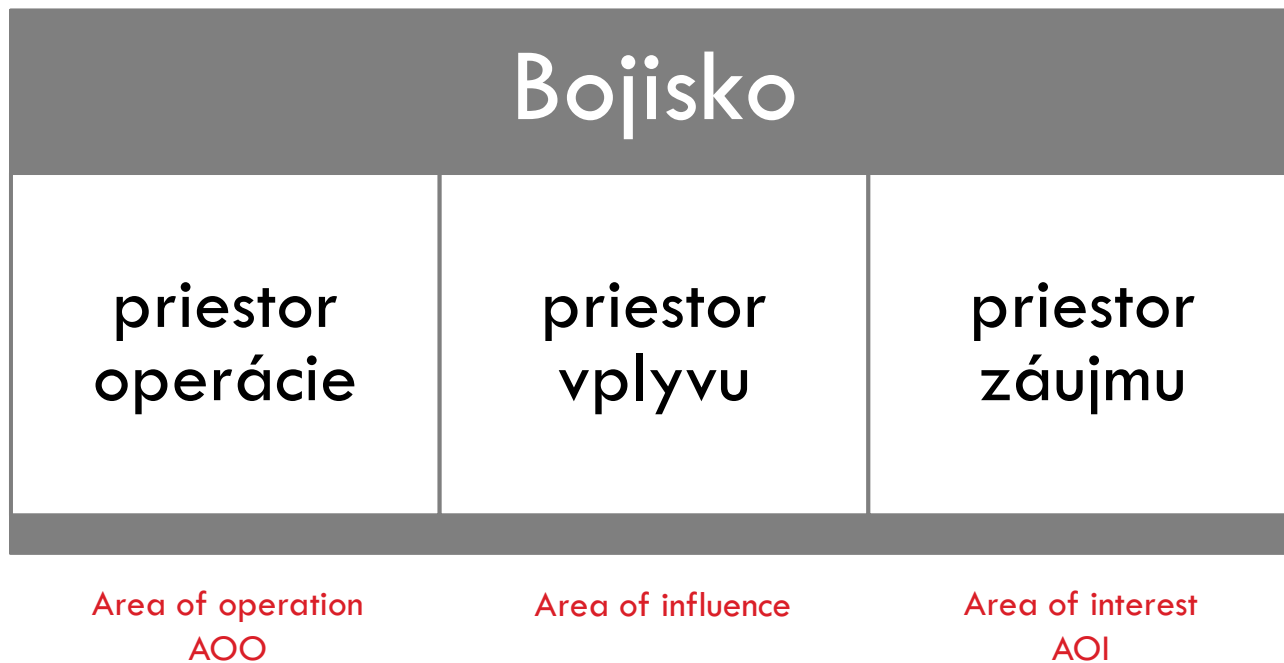 Bojisko
priestor
operácie
priestor
vplyvu
priestor
záujmu
Area of operation
AOO
Area of influence
Area of interest
AOI